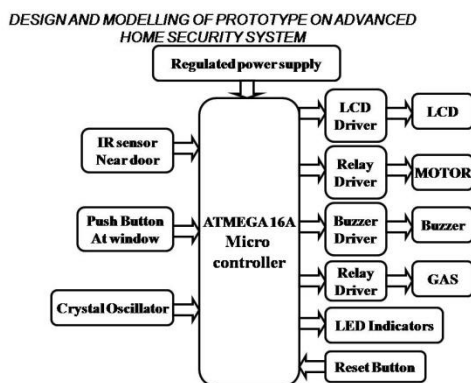 DESIGN AND MODELLING OF PROTOTYPE ON ADVANCED
HOME SECURITY SYSTEM
Regulated power supply
IR sensor
Near door
Push Button
At window
Crystal Oscillator
ATMEGA 16A
Micro
controller
LCD
Driver
LCD
Relay
Driver
MOTOR
Buzzer
Driver
Buzzer
Relay
Driver
GAS
LED Indicators
Reset Button